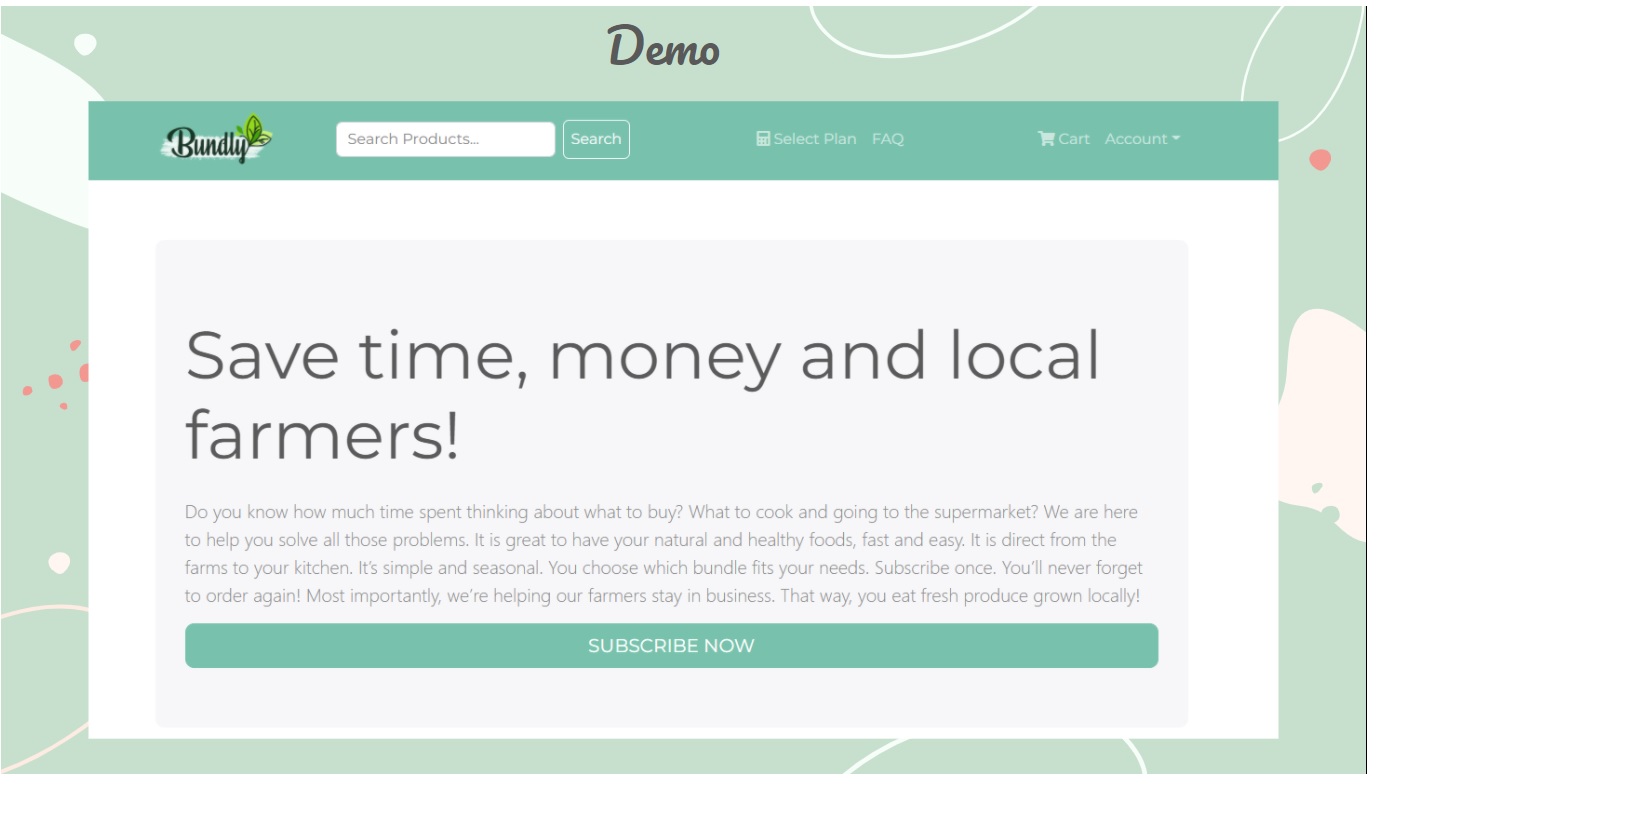 Demo
Bundly
Search Products...
Search
Select Plan
FAQ
Cart
Account
Save time, money and local
farmers!
Do you know how much time spent thinking about what to buy? What to cook and going to the supermarket? We are here
to help you solve all those problems. It is great to have your natural and healthy foods, fast and easy. It is direct from the
farms to your kitchen. It’s simple and seasonal. You choose which bundle fits your needs. Subscribe once. You’ll never forget
to order again! Most importantly, we’re helping our farmers stay in business. That way, you eat fresh produce grown locally!
SUBSCRIBE NOW